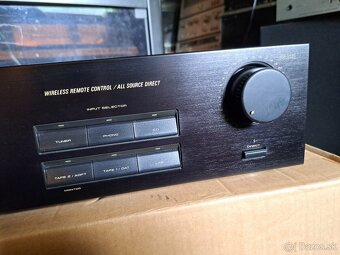 WIRELESS REMOTE CONTROL / ALL SOURCE DIRECT
INPUT SELECTOR
TUNER PHONO CD
TAPE 2 / ADPT TAPE 1 / DAT LINE
MONITOR
DIRECT
bazos.sk